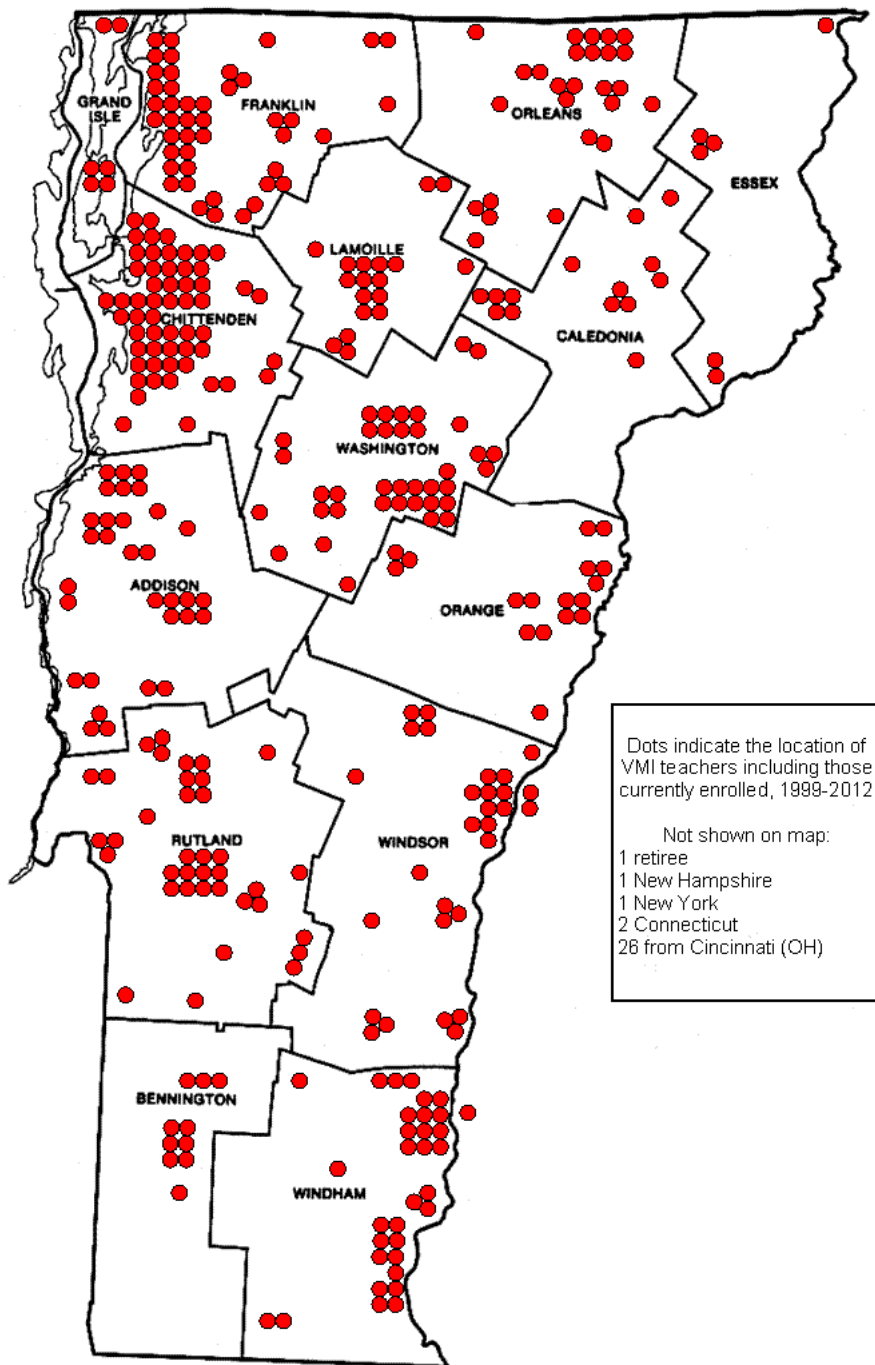 GRAND
ISLE
FRANKLIN
ORLEANS
ESSEX
LAMOILLE
CHITTENDEN
CALEDONIA
WASHINGTON
ADDISON
ORANGE
Dots indicate the location of
VMI teachers including those
currently enrolled, 1999-2012
Not shown on map:
1 retiree
1 New Hampshire
1 New York
2 Connecticut
26 from Cincinnati (OH)
RUTLAND
WINDSOR
BENNINGTON
WINDHAM